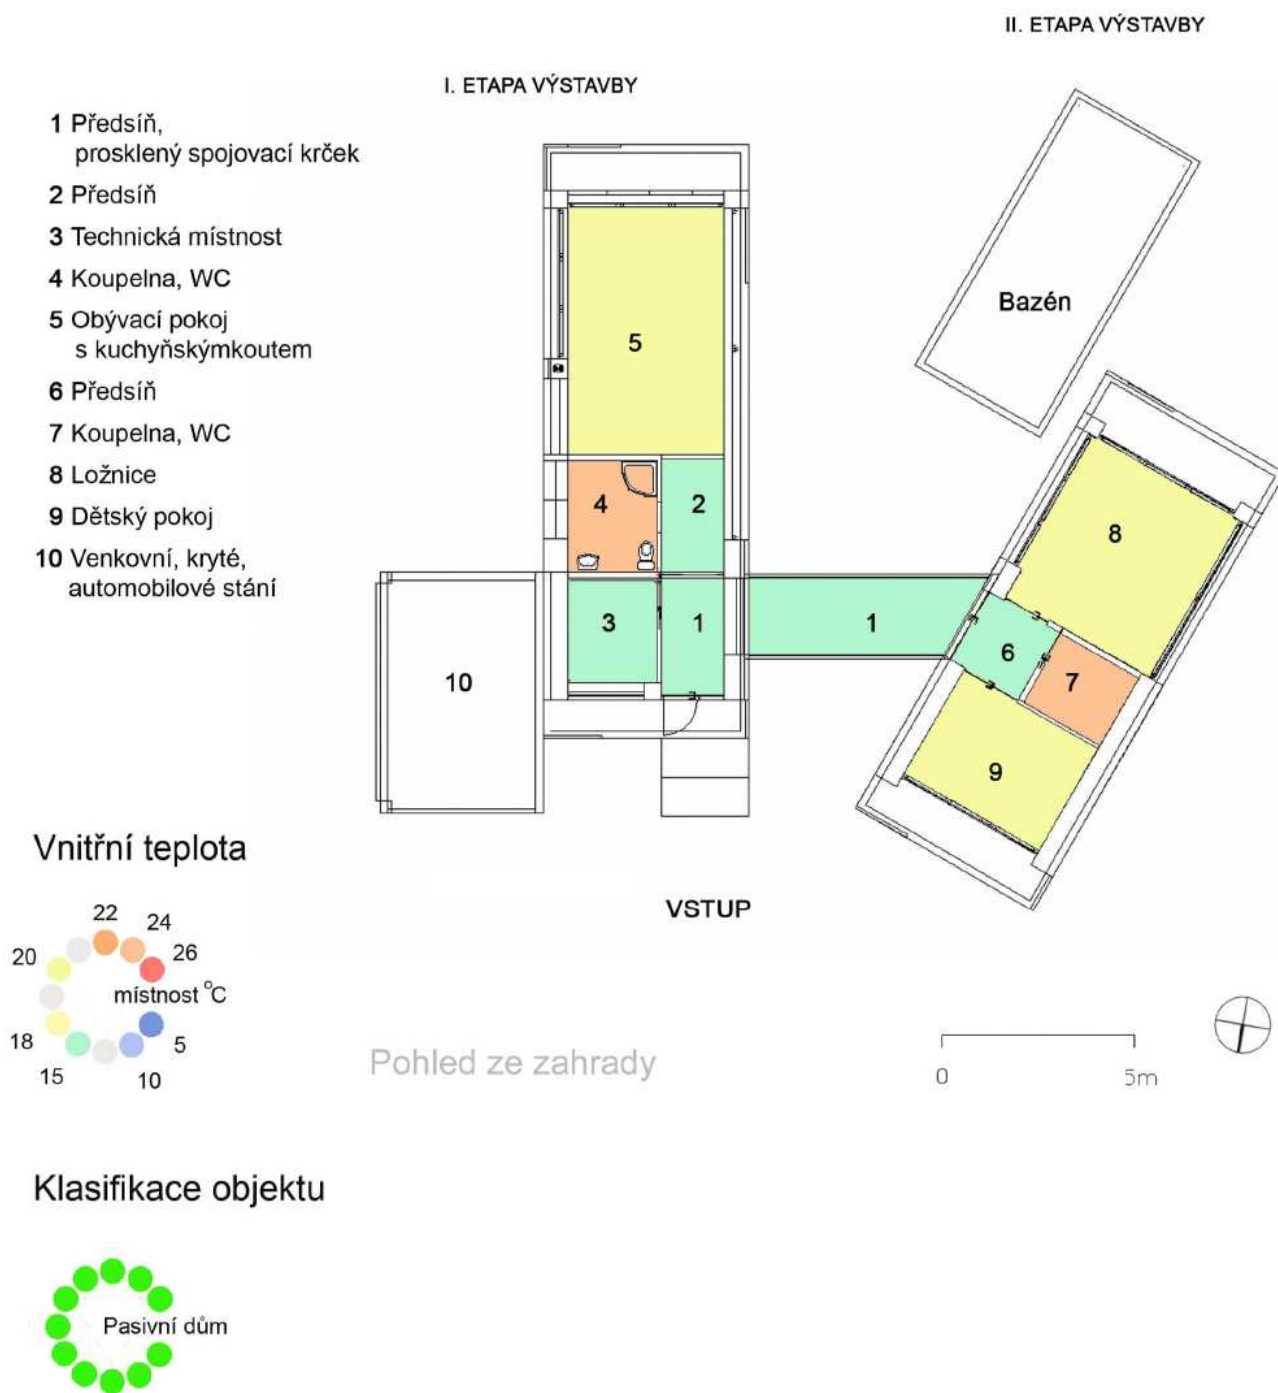 II. ETAPA VÝSTAVBY
I. ETAPA VÝSTAVBY
1 Předsíň,
prosklený spojovací krček
2 Předsíň
3 Technická místnost
4 Koupelna, WC
5 Obývací pokoj
s kuchyňskýmkoutem
6 Předsíň
7 Koupelna, WC
8 Ložnice
9 Dětský pokoj
10 Venkovní, kryté,
automobilové stání
Bazén
5
4
2
8
3
1
1
6
7
10
9
VSTUP
Vnitřní teplota
22
24
20
26
místnost °C
18
5
15
10
Pohled ze zahrady
0
5m
Klasifikace objektu
Pasivní dům